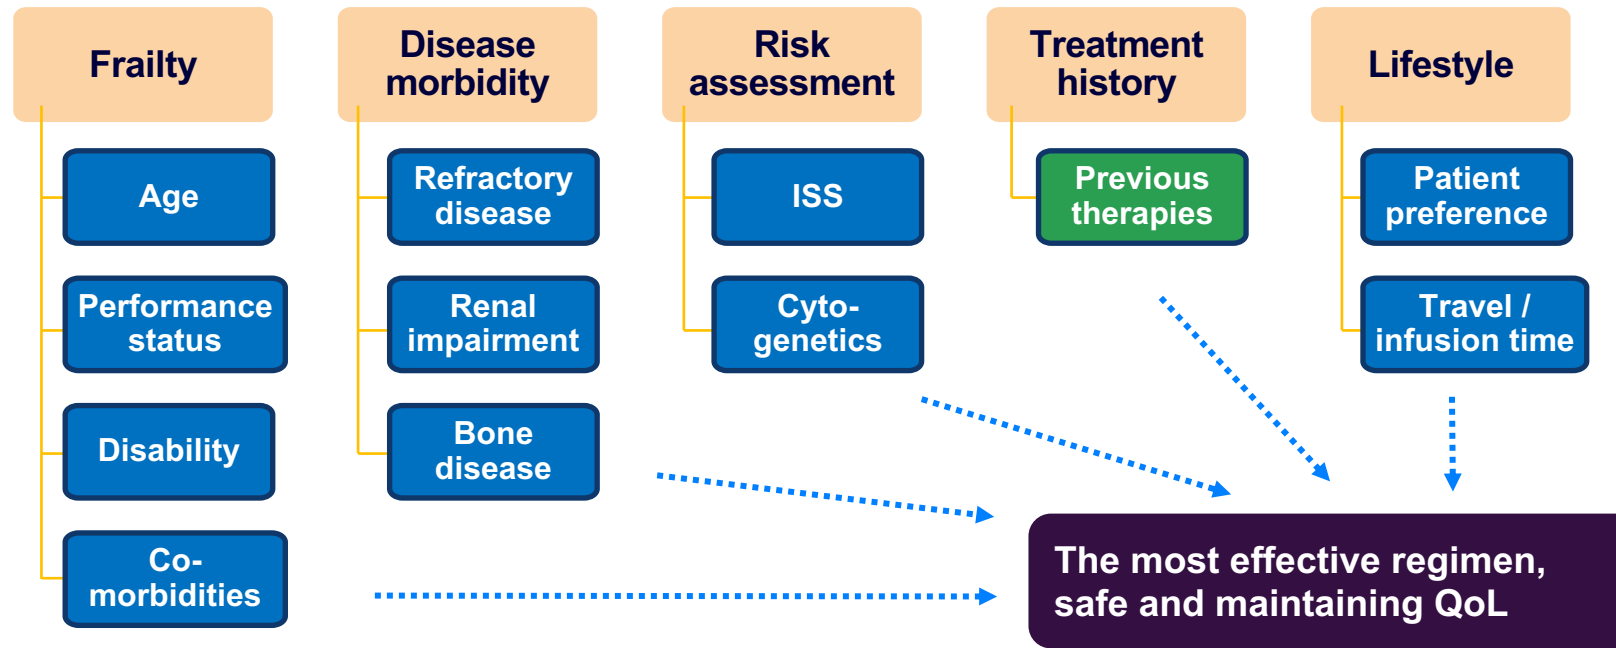 Frailty
Disease
morbidity
Risk
assessment
Treatment
history
Lifestyle
Age
Performance
status
Disability
Co-
morbidities
Refractory
disease
Renal
impairment
Bone
disease
ISS
Cyto-
genetics
Previous
therapies
Patient
preference
Travel /
infusion time
The most effective regimen,
safe and maintaining QoL